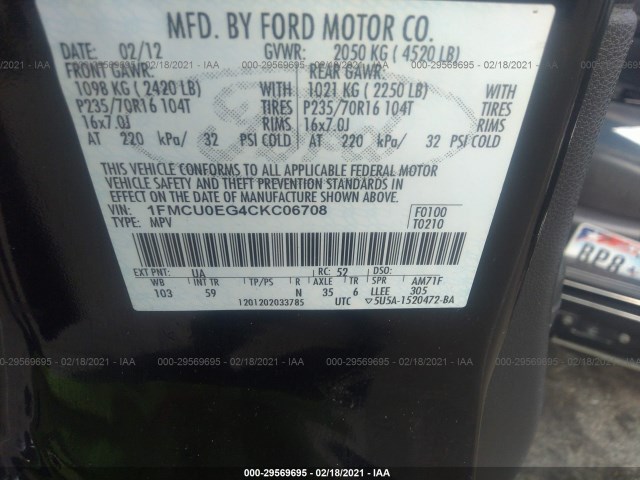 MFD. BY FORD MOTOR CO.
DATE: 02/12 GVWR: 2050 KG ( 4520 LB)
FRONT GAWR: REAR GAWR:
1098 KG ( 2420 LB) WITH 1021 KG ( 2250 LB) WITH
P235/70R16 104T TIRES P235/70R16 104T TIRES
16x7.0J RIMS 16x7.0J RIMS
AT 220 kPa/ 32 PSI COLD AT 220 kPa/ 32 PSI COLD
THIS VEHICLE CONFORMS TO ALL APPLICABLE FEDERAL MOTOR
VEHICLE SAFETY AND THEFT PREVENTION STANDARDS IN
EFFECT ON THE DATE OF MANUFACTURE SHOWN ABOVE.
VIN: 1FMCU0EG4CKC06708 F0100
TYPE: MPV T0210
EXT PNT: UA RC: 52 DSO:
WB INT TR TP/PS R AXLE TR SPR AM71F
103 59 N 35 6 LLEE 305
1201202033785 UTC ▽5U5A-1520472-BA
BP8
000-29569695 - 02/18/2021 - IAA